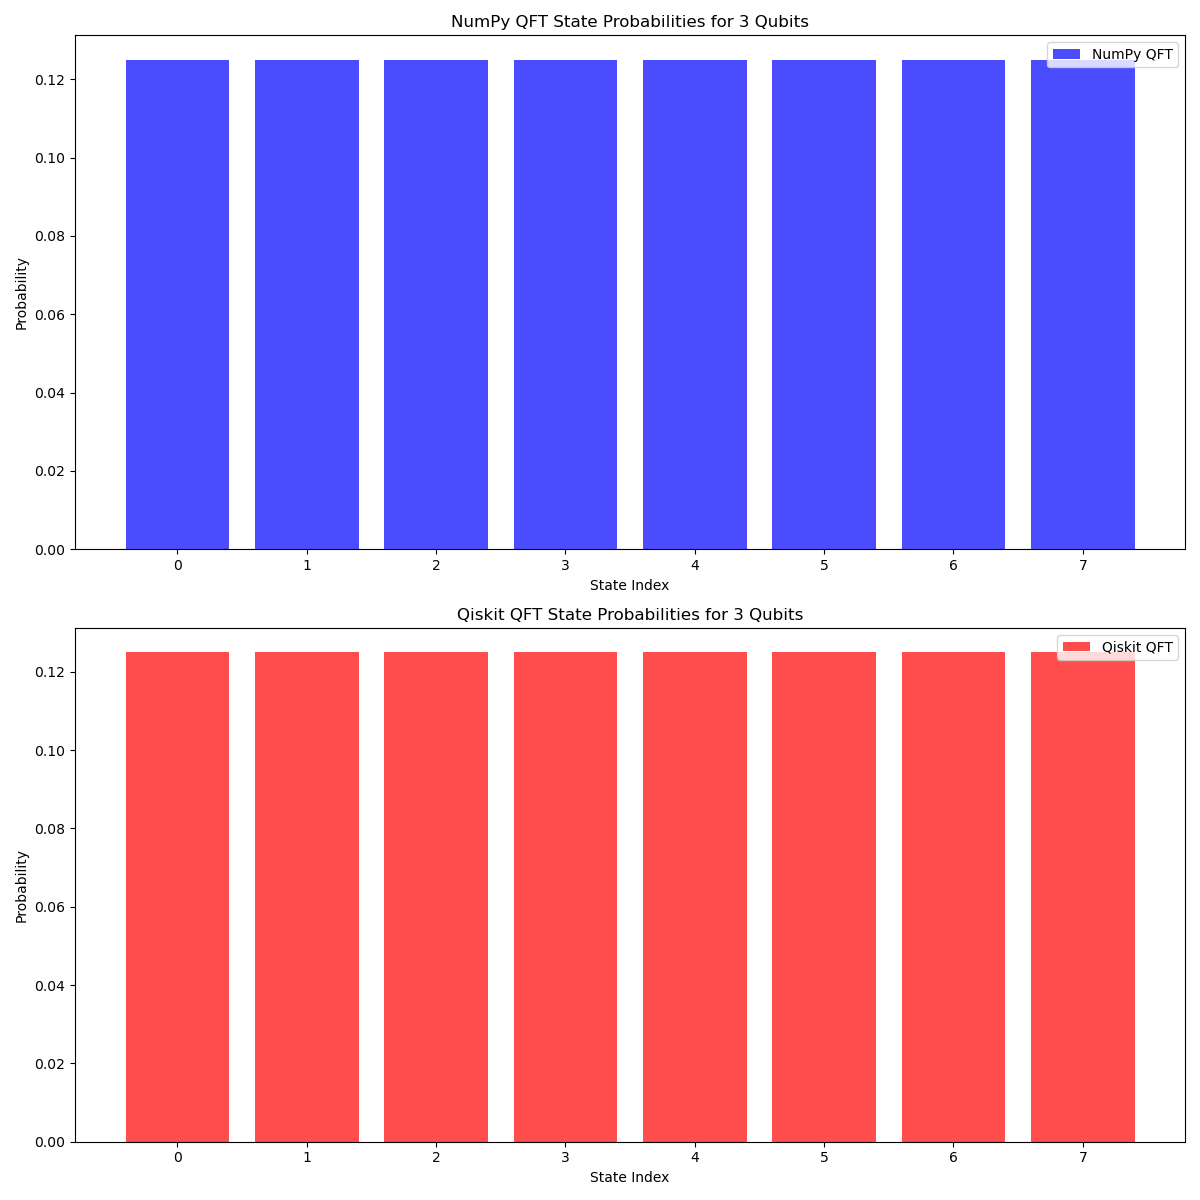 NumPy QFT State Probabilities for 3 Qubits
NumPy QFT
0.12
0.10
0.08
0.06
0.04
0.02
0.00
Probability
0 1 2 3 4 5 6 7
State Index
Qiskit QFT State Probabilities for 3 Qubits
Qiskit QFT
0.12
0.10
0.08
0.06
0.04
0.02
0.00
Probability
0 1 2 3 4 5 6 7
State Index